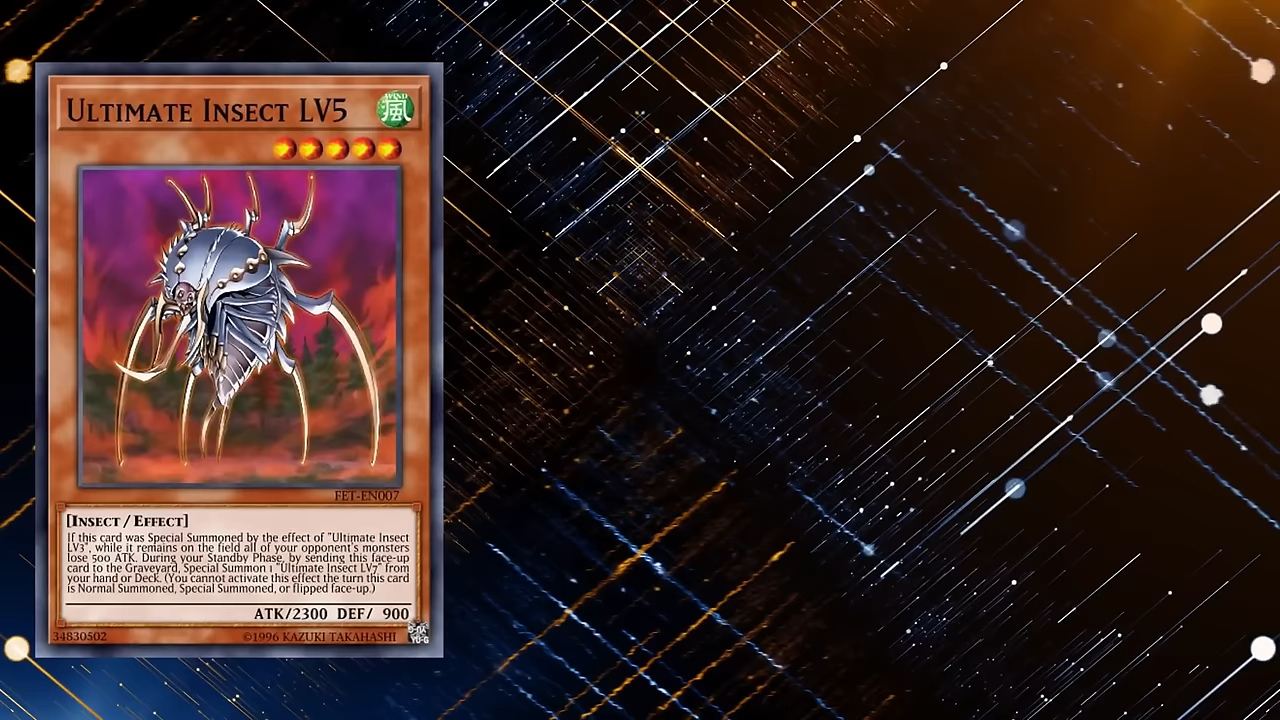 ULTIMATE INSECT LV5
WIND
風
FET-EN007
[INSECT / EFFECT]
If this card was Special Summoned by the effect of "Ultimate Insect
LV3", while it remains on the field all of your opponent's monsters
lose 500 ATK. During your Standby Phase, by sending this face-up
card to the Graveyard, Special Summon 1 "Ultimate Insect LV7" from
your hand or Deck. (You cannot activate this effect the turn this card
is Normal Summoned, Special Summoned, or flipped face-up.)
ATK/2300 DEF/ 900
34830502
©1996 KAZUKI TAKAHASHI